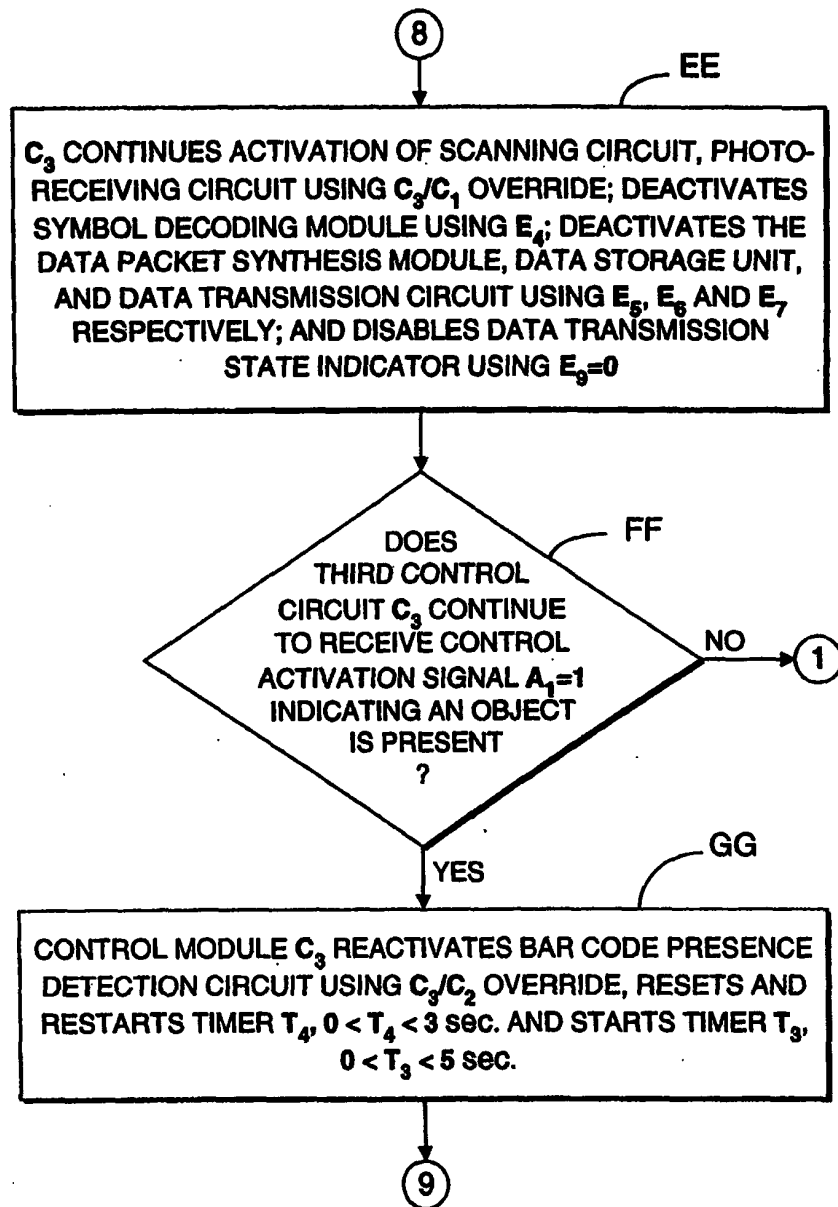 8
EE
C₃ CONTINUES ACTIVATION OF SCANNING CIRCUIT, PHOTO-
RECEIVING CIRCUIT USING C₃/C₁ OVERRIDE; DEACTIVATES
SYMBOL DECODING MODULE USING E₄; DEACTIVATES THE
DATA PACKET SYNTHESIS MODULE, DATA STORAGE UNIT,
AND DATA TRANSMISSION CIRCUIT USING E₅, E₆ AND E₇
RESPECTIVELY; AND DISABLES DATA TRANSMISSION
STATE INDICATOR USING E₉=0
FF
DOES
THIRD CONTROL
CIRCUIT C₃ CONTINUE
TO RECEIVE CONTROL
ACTIVATION SIGNAL A₁=1
INDICATING AN OBJECT
IS PRESENT
?
NO
1
YES
GG
CONTROL MODULE C₃ REACTIVATES BAR CODE PRESENCE
DETECTION CIRCUIT USING C₃/C₂ OVERRIDE, RESETS AND
RESTARTS TIMER T₄, 0 < T₄ < 3 sec. AND STARTS TIMER T₃,
0 < T₃ < 5 sec.
9